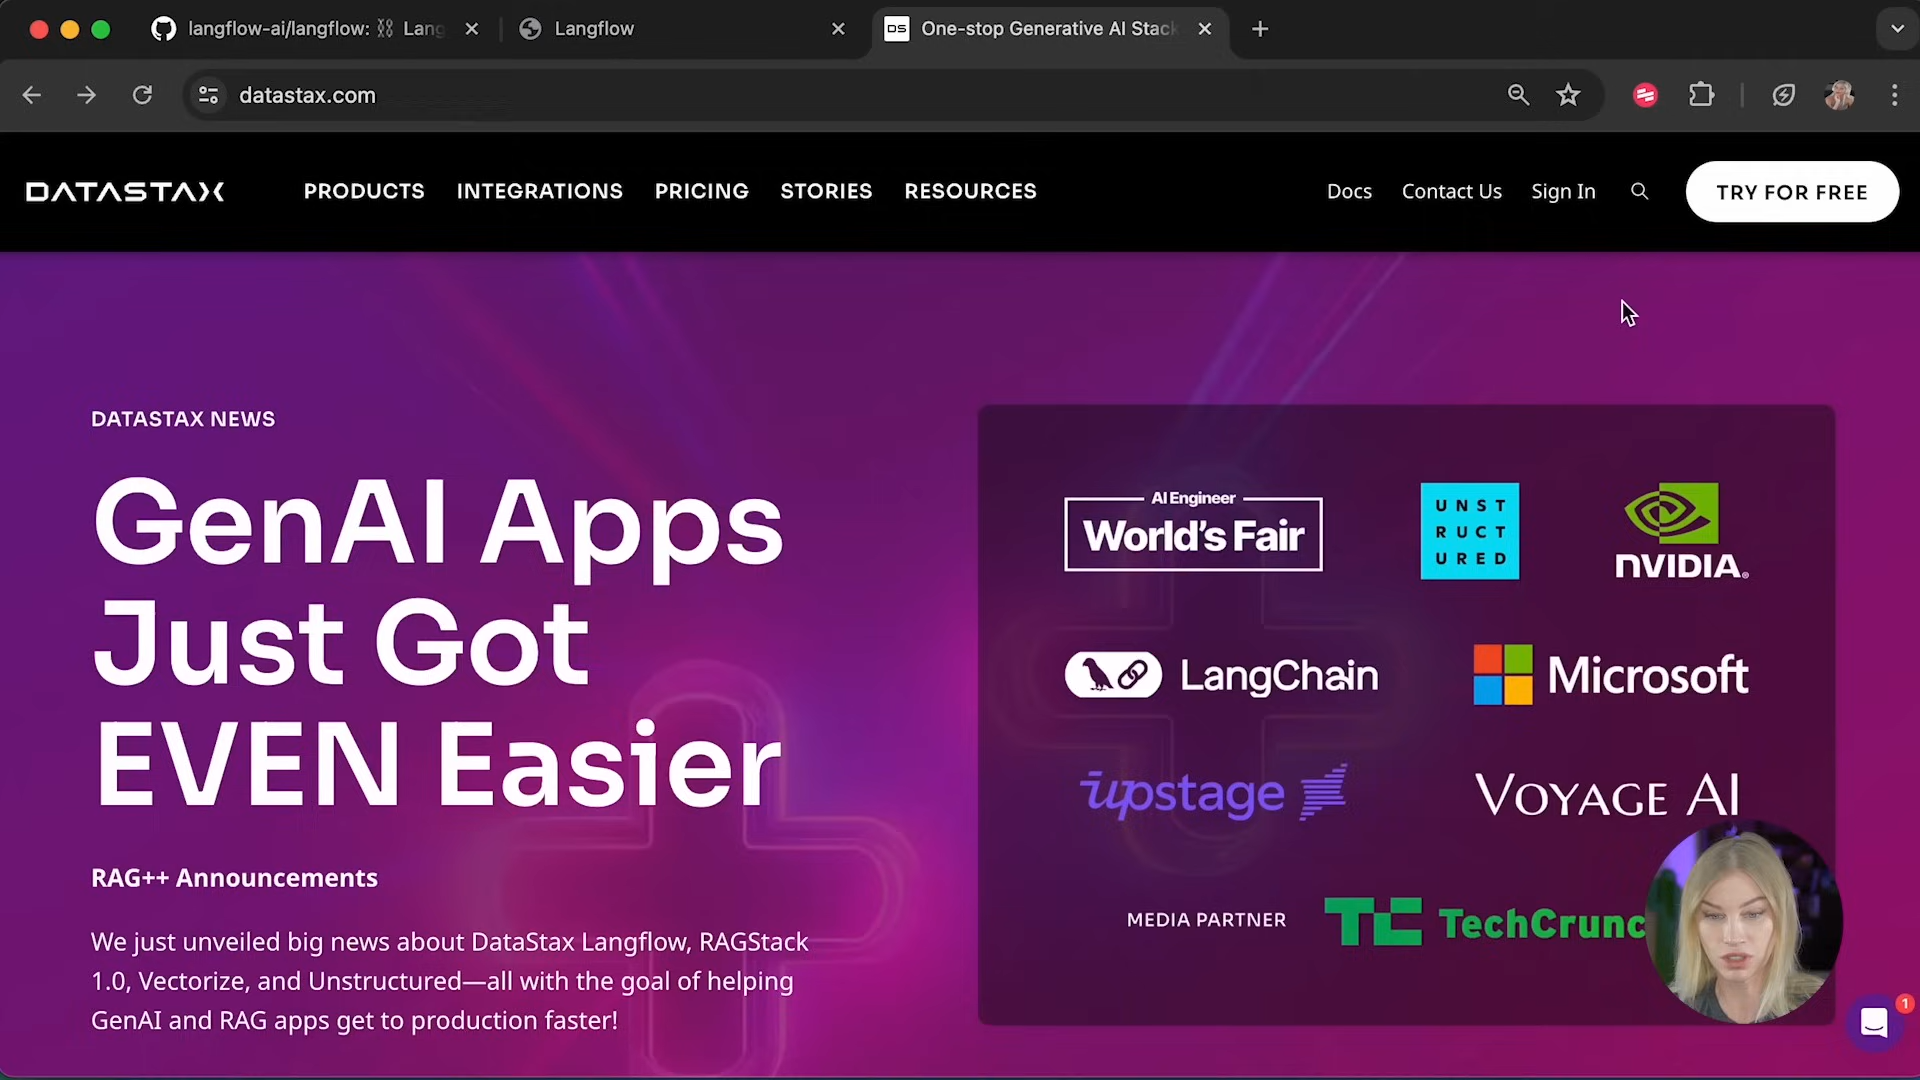 langflow-ai/langflow: ⛓ Lang
Langflow
DS
One-stop Generative AI Stack
datastax.com
DATASTAX
PRODUCTS
INTEGRATIONS
PRICING
STORIES
RESOURCES
Docs
Contact Us
Sign In
TRY FOR FREE
DATASTAX NEWS
GenAI Apps
Just Got
EVEN Easier
RAG++ Announcements
We just unveiled big news about DataStax Langflow, RAGStack
1.0, Vectorize, and Unstructured—all with the goal of helping
GenAI and RAG apps get to production faster!
AI Engineer
World's Fair
UNST
RUCT
URED
NVIDIA®
LangChain
Microsoft
upstage
VOYAGE AI
MEDIA PARTNER
TC TechCrunc
1